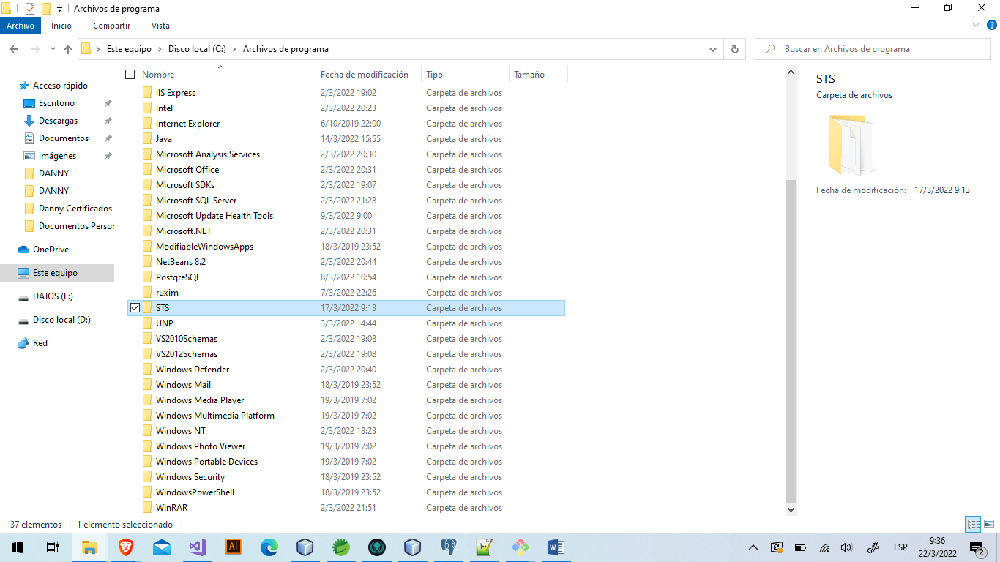 Archivos de programa
Archivo Inicio Compartir Vista
Este equipo Disco local (C:) Archivos de programa
Buscar en Archivos de programa
Acceso rápido
Escritorio
Descargas
Documentos
Imágenes
DANNY
DANNY
Danny Certificados
Documentos Persor
OneDrive
Este equipo
DATOS (E:)
Disco local (D:)
Red
Nombre Fecha de modificación Tipo Tamaño
IIS Express 2/3/2022 19:02 Carpeta de archivos
Intel 2/3/2022 20:23 Carpeta de archivos
Internet Explorer 6/10/2019 22:00 Carpeta de archivos
Java 14/3/2022 15:55 Carpeta de archivos
Microsoft Analysis Services 2/3/2022 20:30 Carpeta de archivos
Microsoft Office 2/3/2022 20:31 Carpeta de archivos
Microsoft SDKs 2/3/2022 19:07 Carpeta de archivos
Microsoft SQL Server 2/3/2022 21:28 Carpeta de archivos
Microsoft Update Health Tools 9/3/2022 9:00 Carpeta de archivos
Microsoft.NET 2/3/2022 20:31 Carpeta de archivos
ModifiableWindowsApps 18/3/2019 23:52 Carpeta de archivos
NetBeans 8.2 2/3/2022 20:44 Carpeta de archivos
PostgreSQL 8/3/2022 10:54 Carpeta de archivos
ruxim 7/3/2022 22:26 Carpeta de archivos
STS 17/3/2022 9:13 Carpeta de archivos
UNP 3/3/2022 14:44 Carpeta de archivos
VS2010Schemas 2/3/2022 19:08 Carpeta de archivos
VS2012Schemas 2/3/2022 19:08 Carpeta de archivos
Windows Defender 2/3/2022 20:40 Carpeta de archivos
Windows Mail 18/3/2019 23:52 Carpeta de archivos
Windows Media Player 19/3/2019 7:02 Carpeta de archivos
Windows Multimedia Platform 19/3/2019 7:02 Carpeta de archivos
Windows NT 2/3/2022 18:23 Carpeta de archivos
Windows Photo Viewer 19/3/2019 7:02 Carpeta de archivos
Windows Portable Devices 19/3/2019 7:02 Carpeta de archivos
Windows Security 18/3/2019 23:52 Carpeta de archivos
WindowsPowerShell 18/3/2019 23:52 Carpeta de archivos
WinRAR 2/3/2022 21:51 Carpeta de archivos
STS
Carpeta de archivos
Fecha de modificación: 17/3/2022 9:13
37 elementos 1 elemento seleccionado
Ai
ESP
9:36
22/3/2022
2